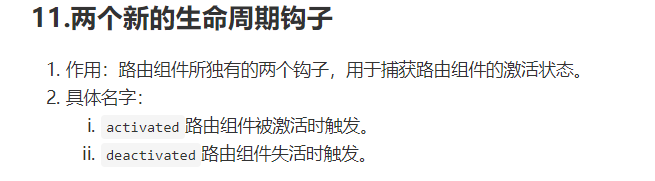 11.两个新的生命周期钩子
1. 作用：路由组件所独有的两个钩子，用于捕获路由组件的激活状态。
2. 具体名字：
i. activated 路由组件被激活时触发。
ii. deactivated 路由组件失活时触发。